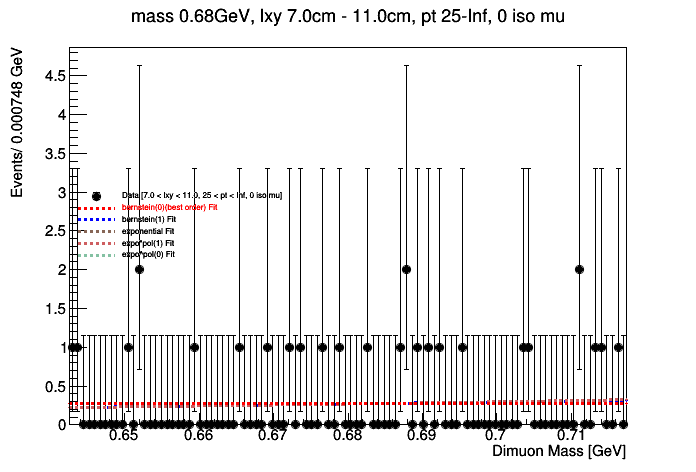 mass 0.68GeV, lxy 7.0cm - 11.0cm, pt 25-Inf, 0 iso mu
Events/ 0.000748 GeV
4.5
4
3.5
3
2.5
2
1.5
1
0.5
0
Data [7.0 < lxy < 11.0, 25 < pt < Inf, 0 iso mu]
bernstein(0)(best order) Fit
bernstein(1) Fit
exponential Fit
expo*pol(1) Fit
expo*pol(0) Fit
0.65 0.66 0.67 0.68 0.69 0.7 0.71
Dimuon Mass [GeV]